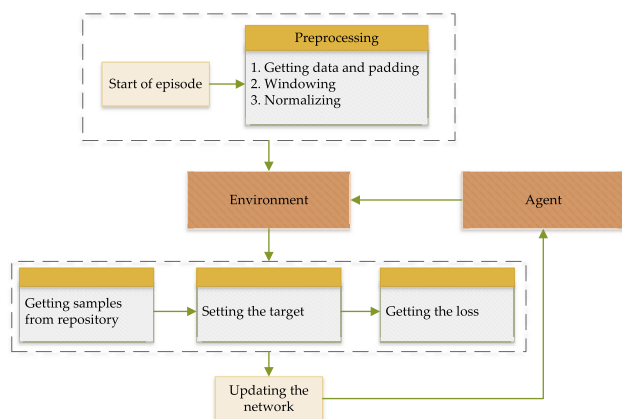 Preprocessing
Start of episode
1. Getting data and padding
2. Windowing
3. Normalizing
Environment
Agent
Getting samples
from repository
Setting the target
Getting the loss
Updating the
network